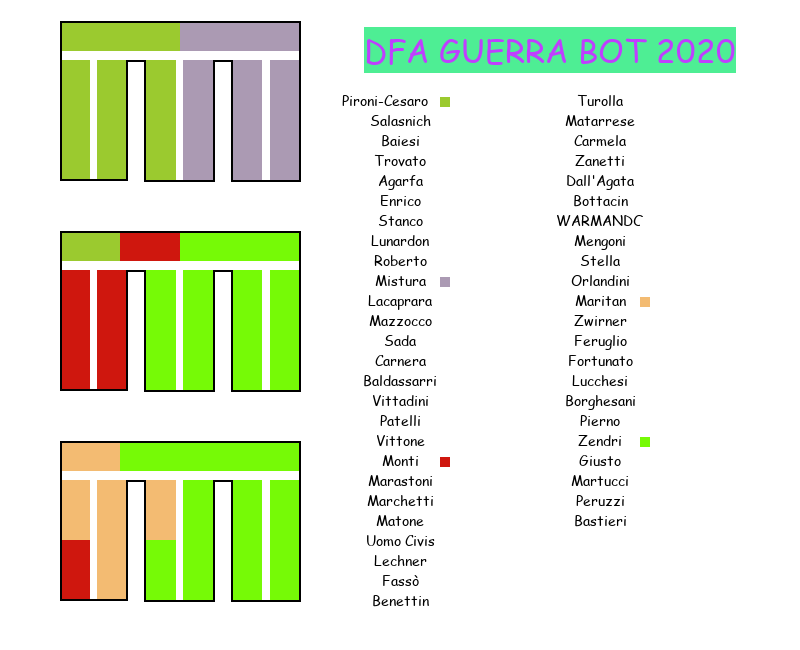 DFA GUERRA BOT 2020
Pironi-Cesaro
Salasnich
Baiesi
Trovato
Agarfa
Enrico
Stanco
Lunardon
Roberto
Mistura
Lacaprara
Mazzocco
Sada
Carnera
Baldassarri
Vittadini
Patelli
Vittone
Monti
Marastoni
Marchetti
Matone
Uomo Civis
Lechner
Fassò
Benettin
Turolla
Matarrese
Carmela
Zanetti
Dall'Agata
Bottacin
WARMANDC
Mengoni
Stella
Orlandini
Maritan
Zwirner
Feruglio
Fortunato
Lucchesi
Borghesani
Pierno
Zendri
Giusto
Martucci
Peruzzi
Bastieri